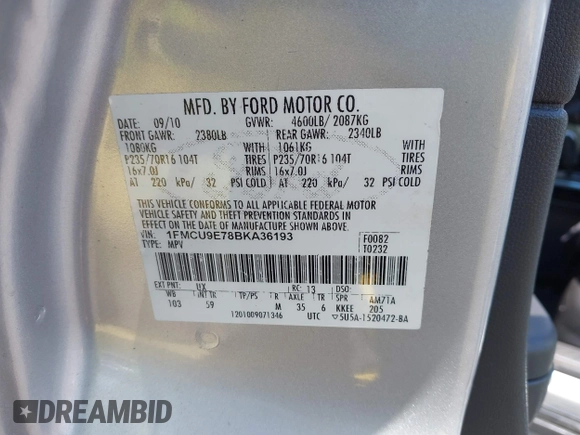 MFD. BY FORD MOTOR CO.
DATE: 09/10 GVWR: 4600LB/ 2087KG
FRONT GAWR: 2380LB REAR GAWR: 2340LB
1080KG WITH 1061KG WITH
P235/70R16 104T TIRES P235/70R16 104T TIRES
16x7.0J RIMS 16x7.0J RIMS
AT 220 kPa/ 32 PSI COLD AT 220 kPa/ 32 PSI COLD
THIS VEHICLE CONFORMS TO ALL APPLICABLE FEDERAL MOTOR
VEHICLE SAFETY AND THEFT PREVENTION STANDARDS IN
EFFECT ON THE DATE OF MANUFACTURE SHOWN ABOVE.
VIN: 1FMCU9E78BKA36193 F0082
TYPE: MPV T0232
EXT PNT: UX RC: 13 DSO:
WB INT TR TP/PS R AXLE TR SPR AM71A
103 59 M 35 6 KKEE 205
1201009071346 UTC 5U5A-1520472-BA
DREAMBID